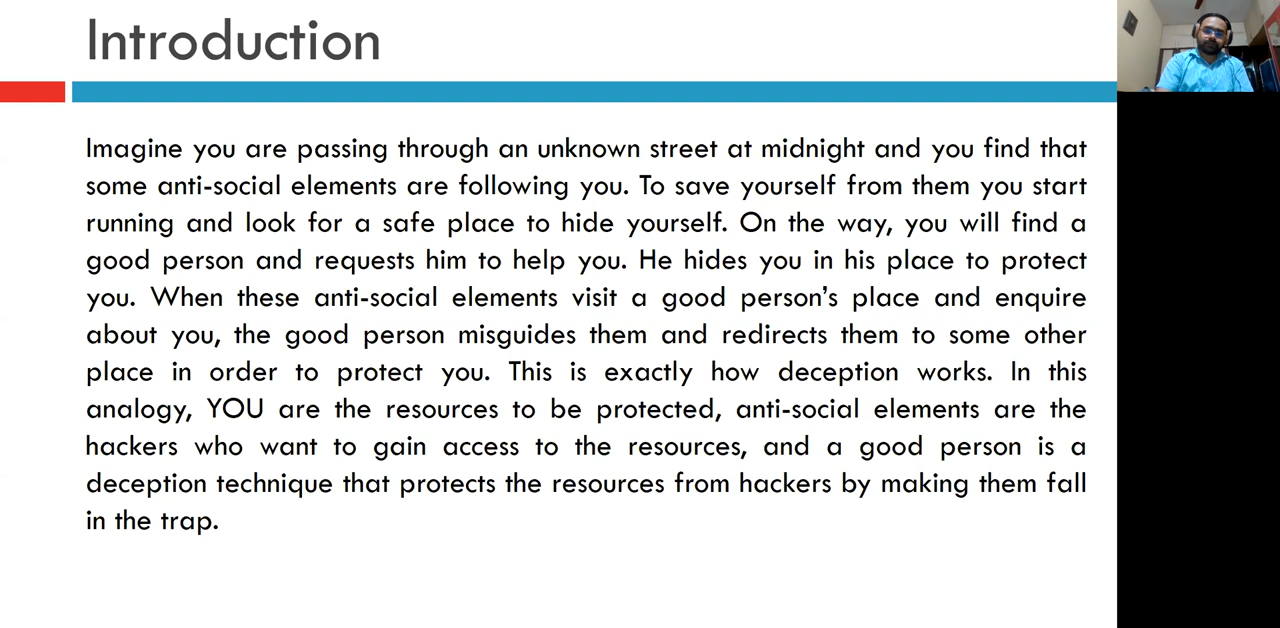 Introduction
Imagine you are passing through an unknown street at midnight and you find that
some anti-social elements are following you. To save yourself from them you start
running and look for a safe place to hide yourself. On the way, you will find a
good person and requests him to help you. He hides you in his place to protect
you. When these anti-social elements visit a good person’s place and enquire
about you, the good person misguides them and redirects them to some other
place in order to protect you. This is exactly how deception works. In this
analogy, YOU are the resources to be protected, anti-social elements are the
hackers who want to gain access to the resources, and a good person is a
deception technique that protects the resources from hackers by making them fall
in the trap.